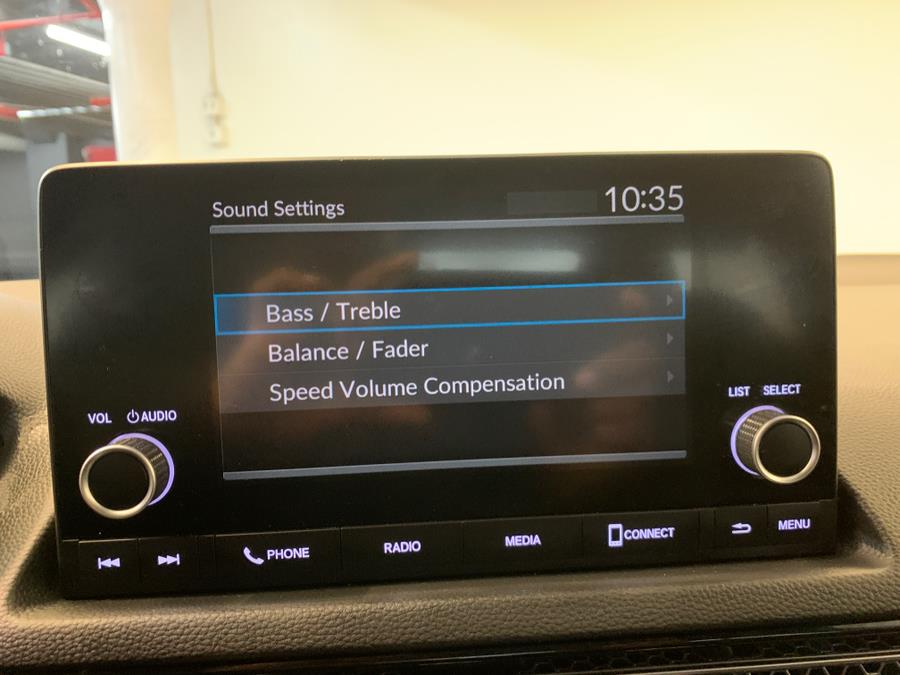 Sound Settings
10:35
Bass / Treble
Balance / Fader
Speed Volume Compensation
VOL AUDIO
LIST SELECT
PHONE
RADIO
MEDIA
CONNECT
MENU